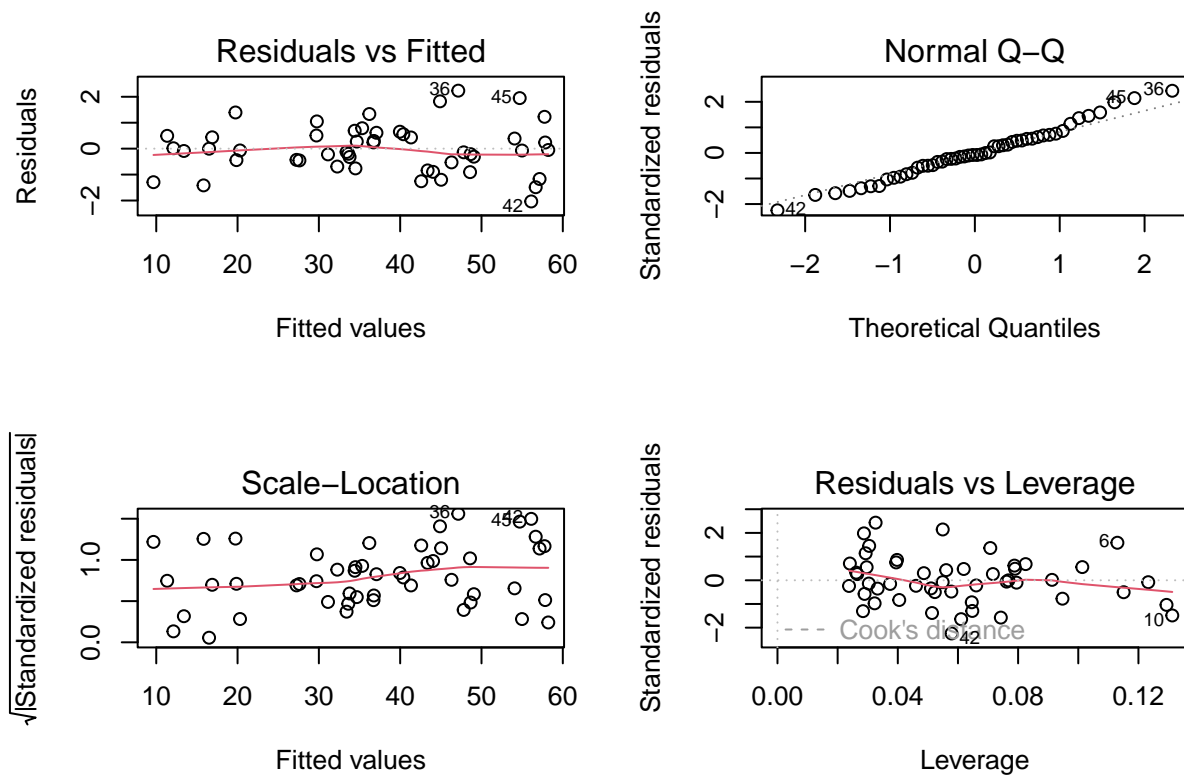 Residuals vs Fitted
Residuals
2
0
−2
36
45
42
10 20 30 40 50 60
Fitted values
Normal Q−Q
Standardized residuals
2
0
−2
45 36
42
−2 −1 0 1 2
Theoretical Quantiles
Scale−Location
√|Standardized residuals|
1.0
0.0
36
45
42
10 20 30 40 50 60
Fitted values
Residuals vs Leverage
Standardized residuals
2
0
−2
6
10
Cook's distance
42
0.00 0.04 0.08 0.12
Leverage